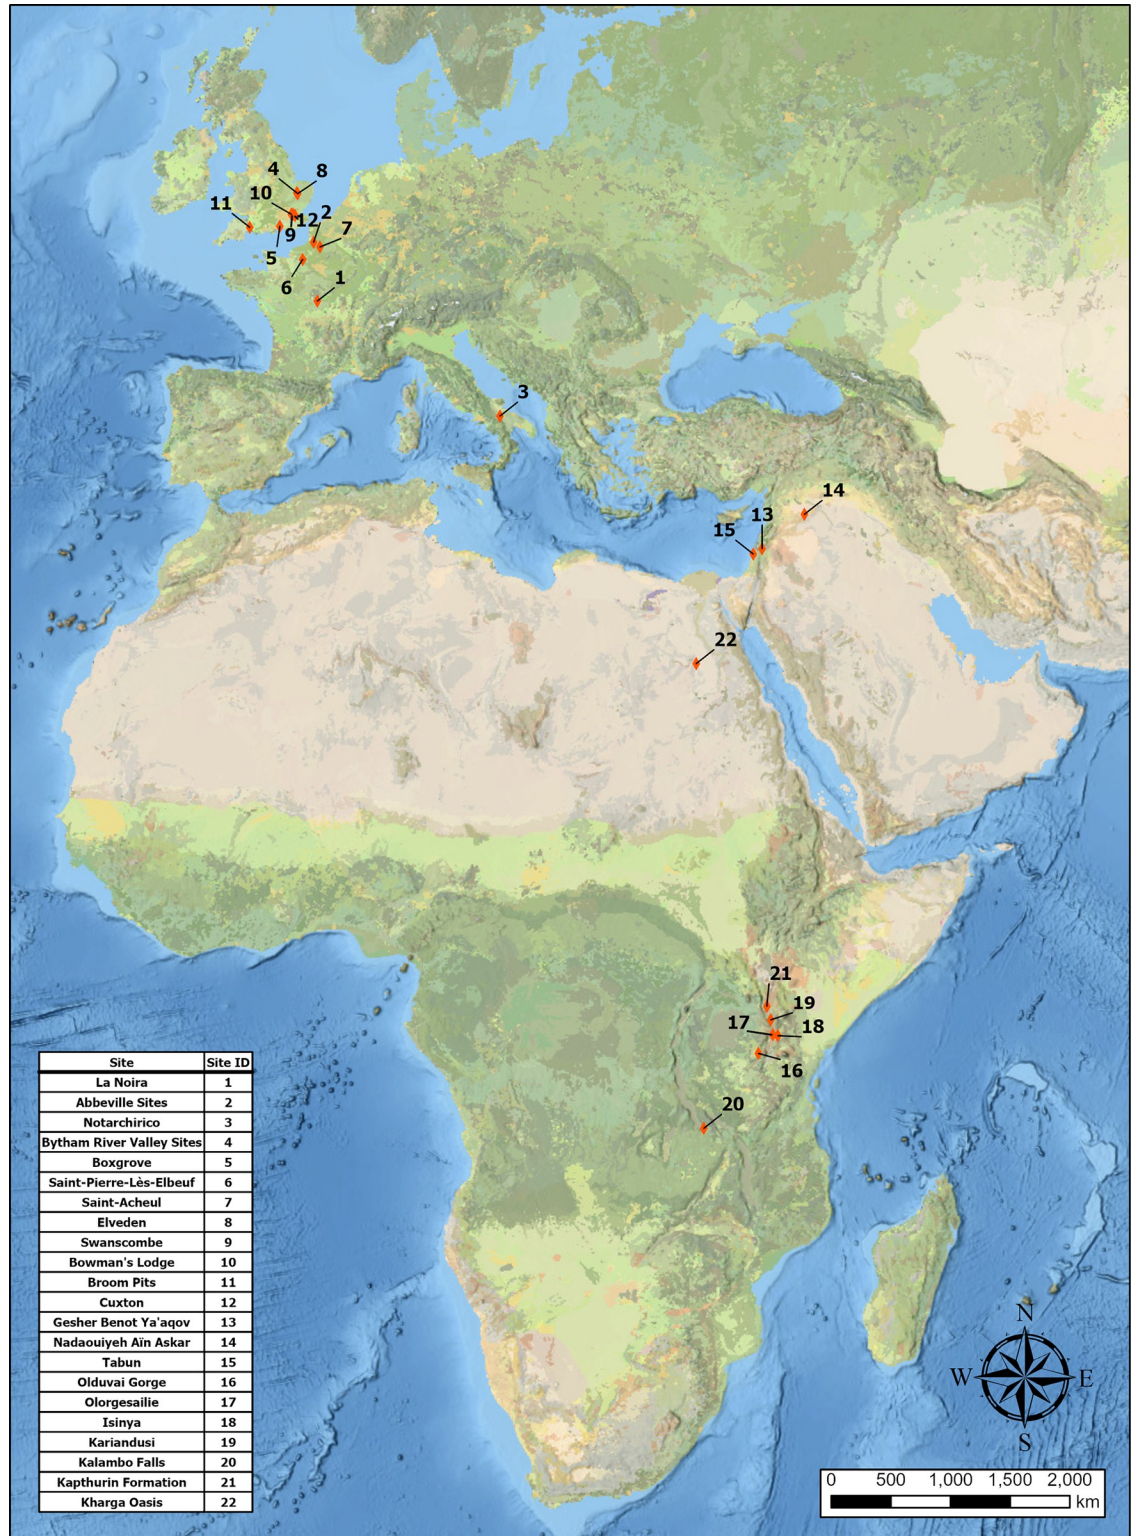 4 8
10
11 12 2
9 7
5
6 1
3
14
13
15
22
21
19
17 18
16
20
Site Site ID
La Noira 1
Abbeville Sites 2
Notarchirico 3
Bytham River Valley Sites 4
Boxgrove 5
Saint-Pierre-Lès-Elbeuf 6
Saint-Acheul 7
Elveden 8
Swanscombe 9
Bowman's Lodge 10
Broom Pits 11
Cuxton 12
Gesher Benot Ya'aqov 13
Nadaouiyeh Aïn Askar 14
Tabun 15
Olduvai Gorge 16
Olorgesailie 17
Isinya 18
Kariandusi 19
Kalambo Falls 20
Kapthurin Formation 21
Kharga Oasis 22
N
W E
S
0 500 1,000 1,500 2,000
km